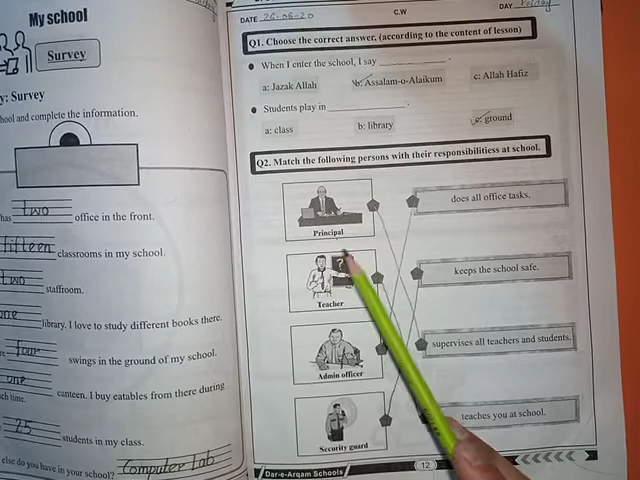 My school
Survey
y: Survey
hool and complete the information.
has two office in the front.
fifteen classrooms in my school.
two staffroom.
one library. I love to study different books there.
four swings in the ground of my school.
one canteen. I buy eatables from there during
ch time.
25 students in my class.
else do you have in your school? Computer Lab
DATE 26-06-20 C.W DAY Friday
Q1. Choose the correct answer. (according to the content of lesson)
When I enter the school, I say ____________.
a: Jazak Allah b: Assalam-o-Alaikum c: Allah Hafiz
Students play in ____________.
a: class b: library c: ground
Q2. Match the following persons with their responsibilitiess at school.
does all office tasks.
Principal
keeps the school safe.
?
Teacher
supervises all teachers and students.
Admin officer
teaches you at school.
Security guard
Dar-e-Arqam Schools 12